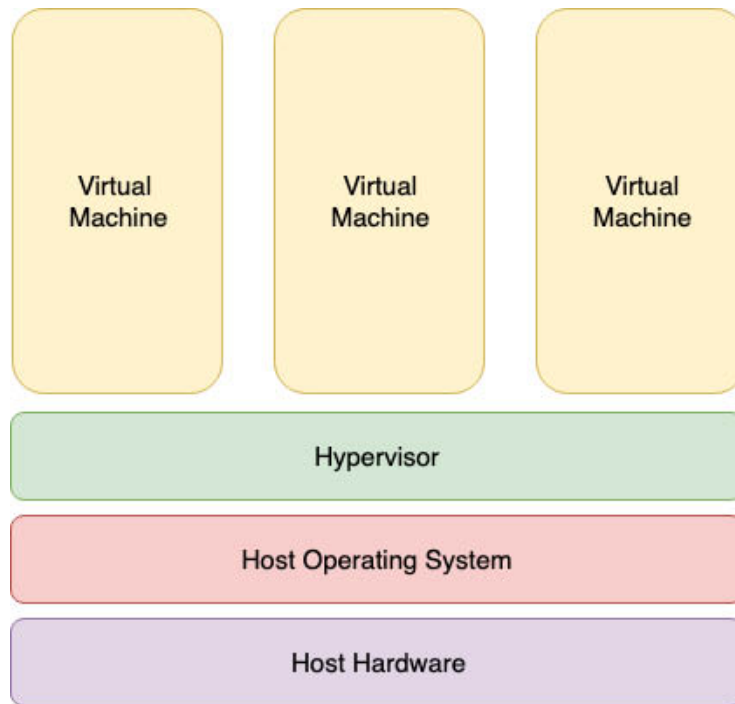 Virtual
Machine
Virtual
Machine
Virtual
Machine
Hypervisor
Host Operating System
Host Hardware